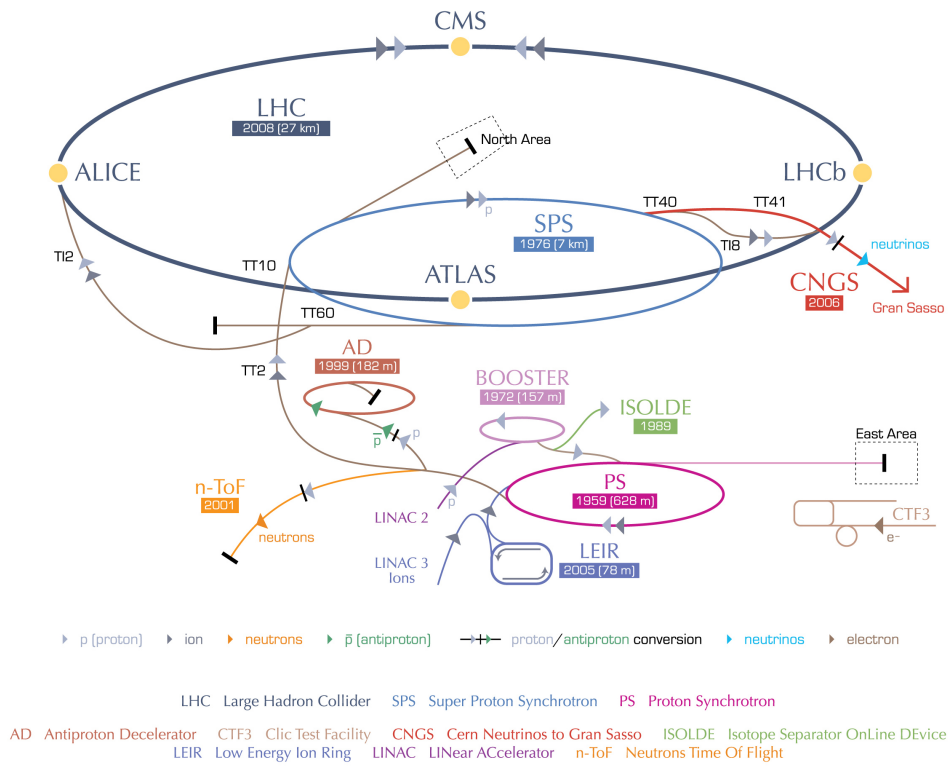 CMS
LHC
2008 (27 km)
North Area
ALICE
LHCb
TT40
TT41
p
SPS
1976 (7 km)
TI8
neutrinos
TI2
TT10
ATLAS
CNGS
2006
Gran Sasso
TT60
AD
1999 (182 m)
TT2
BOOSTER
1972 (157 m)
ISOLDE
1989
p̅
p
East Area
n-ToF
2001
PS
1959 (628 m)
p
LINAC 2
neutrons
CTF3
e-
LEIR
2005 (78 m)
LINAC 3
Ions
p (proton)
ion
neutrons
p̅ (antiproton)
proton/antiproton conversion
neutrinos
electron
LHC Large Hadron Collider SPS Super Proton Synchrotron PS Proton Synchrotron
AD Antiproton Decelerator CTF3 Clic Test Facility CNGS Cern Neutrinos to Gran Sasso ISOLDE Isotope Separator OnLine DEvice
LEIR Low Energy Ion Ring LINAC LINear ACcelerator n-ToF Neutrons Time Of Flight